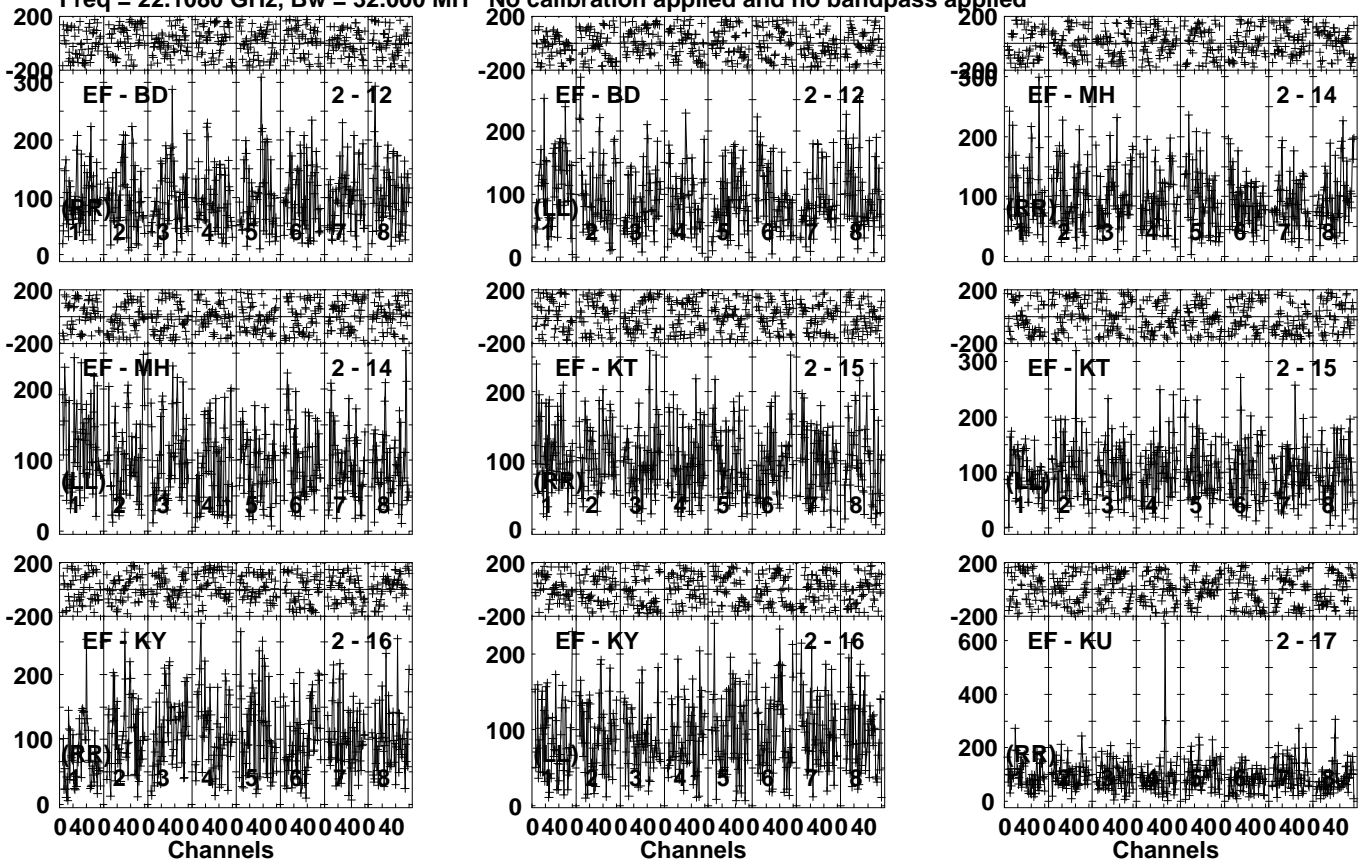 Freq = 22.1080 GHz, Bw = 32.000 MH No calibration applied and no bandpass applied
200 200 200
-200 -200 -200
300 300
EF - BD 2 - 12 EF - BD 2 - 12 EF - MH 2 - 14
200 200 200
100 100 100
(RR) (LL) (RR)
1 2 3 4 5 6 7 8 1 2 3 4 5 6 7 8 1 2 3 4 5 6 7 8
0 0 0
200 200 200
-200 -200 -200
EF - MH 2 - 14 EF - KT 2 - 15 EF - KT 2 - 15
300
200 200 200
100 100 100
(LL) (RR) (LL)
1 2 3 4 5 6 7 8 1 2 3 4 5 6 7 8 1 2 3 4 5 6 7 8
0 0 0
200 200 200
-200 -200 -200
EF - KY 2 - 16 EF - KY 2 - 16 EF - KU 2 - 17
600
200 200 400
100 100 200
(RR) (LL) (RR)
1 2 3 4 5 6 7 8 1 2 3 4 5 6 7 8 1 2 3 4 5 6 7 8
0 0 0
0 40 0 40 0 40 0 40 0 40 0 40 0 40 0 40 0 40 0 40 0 40 0 40 0 40 0 40 0 40 0 40 0 40 0 40 0 40 0 40 0 40 0 40 0 40 0 40
Channels Channels Channels